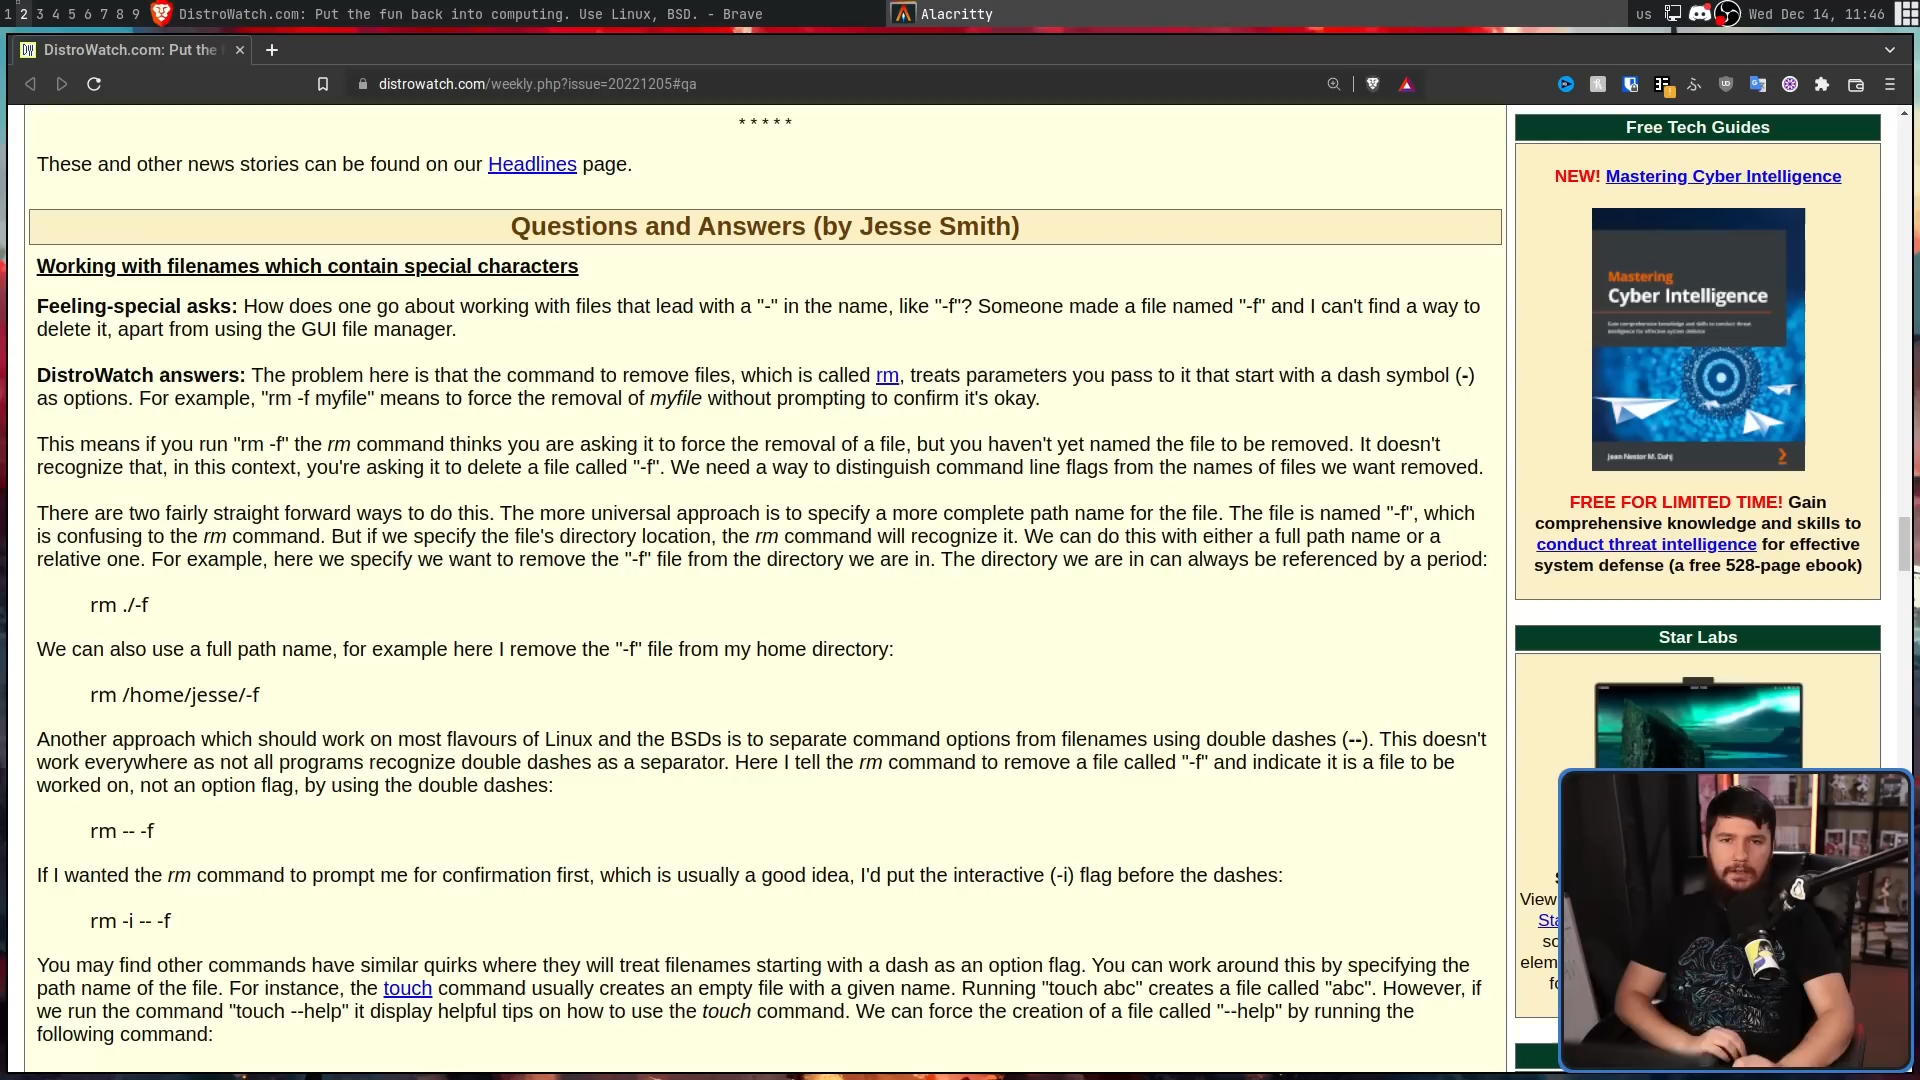 1 2 3 4 5 6 7 8 9 DistroWatch.com: Put the fun back into computing. Use Linux, BSD. - Brave
Alacritty
us Wed Dec 14, 11:46
DistroWatch.com: Put the
distrowatch.com/weekly.php?issue=20221205#qa
* * * * *
These and other news stories can be found on our Headlines page.
Questions and Answers (by Jesse Smith)
Working with filenames which contain special characters
Feeling-special asks: How does one go about working with files that lead with a "-" in the name, like "-f"? Someone made a file named "-f" and I can't find a way to
delete it, apart from using the GUI file manager.
DistroWatch answers: The problem here is that the command to remove files, which is called rm, treats parameters you pass to it that start with a dash symbol (-)
as options. For example, "rm -f myfile" means to force the removal of myfile without prompting to confirm it's okay.
This means if you run "rm -f" the rm command thinks you are asking it to force the removal of a file, but you haven't yet named the file to be removed. It doesn't
recognize that, in this context, you're asking it to delete a file called "-f". We need a way to distinguish command line flags from the names of files we want removed.
There are two fairly straight forward ways to do this. The more universal approach is to specify a more complete path name for the file. The file is named "-f", which
is confusing to the rm command. But if we specify the file's directory location, the rm command will recognize it. We can do this with either a full path name or a
relative one. For example, here we specify we want to remove the "-f" file from the directory we are in. The directory we are in can always be referenced by a period:
rm ./-f
We can also use a full path name, for example here I remove the "-f" file from my home directory:
rm /home/jesse/-f
Another approach which should work on most flavours of Linux and the BSDs is to separate command options from filenames using double dashes (--). This doesn't
work everywhere as not all programs recognize double dashes as a separator. Here I tell the rm command to remove a file called "-f" and indicate it is a file to be
worked on, not an option flag, by using the double dashes:
rm -- -f
If I wanted the rm command to prompt me for confirmation first, which is usually a good idea, I'd put the interactive (-i) flag before the dashes:
rm -i -- -f
You may find other commands have similar quirks where they will treat filenames starting with a dash as an option flag. You can work around this by specifying the
path name of the file. For instance, the touch command usually creates an empty file with a given name. Running "touch abc" creates a file called "abc". However, if
we run the command "touch --help" it display helpful tips on how to use the touch command. We can force the creation of a file called "--help" by running the
following command:
Free Tech Guides
NEW! Mastering Cyber Intelligence
Mastering
Cyber Intelligence
Gain comprehensive knowledge and skills to conduct threat
intelligence for effective system defense
Jean Nestor M. Dahj
FREE FOR LIMITED TIME! Gain
comprehensive knowledge and skills to
conduct threat intelligence for effective
system defense (a free 528-page ebook)
Star Labs
View
Sta
so
elem
fo